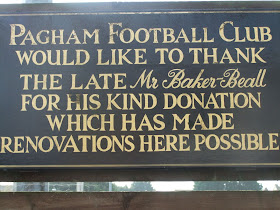 PAGHAM FOOTBALL CLUB
WOULD LIKE TO THANK
THE LATE Mr Baker-Beall
FOR HIS KIND DONATION
WHICH HAS MADE
RENOVATIONS HERE POSSIBLE